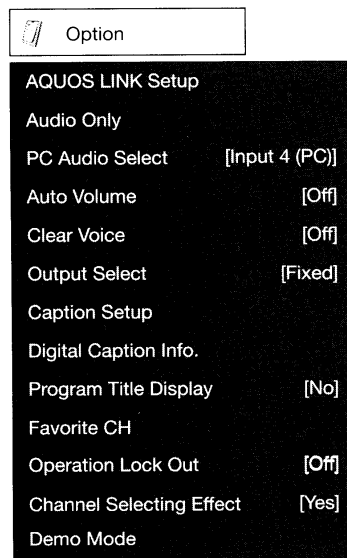 Option
AQUOS LINK Setup
Audio Only
PC Audio Select [Input 4 (PC)]
Auto Volume [Off]
Clear Voice [Off]
Output Select [Fixed]
Caption Setup
Digital Caption Info.
Program Title Display [No]
Favorite CH
Operation Lock Out [Off]
Channel Selecting Effect [Yes]
Demo Mode